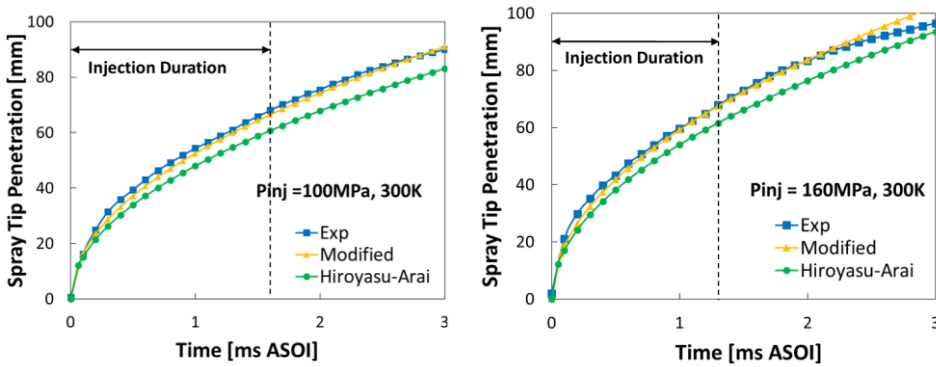 Spray Tip Penetration [mm]
100
80
60
40
20
0
Injection Duration
Pinj =100MPa, 300K
Exp
Modified
Hiroyasu-Arai
0
1
2
3
Time [ms ASOI]
Spray Tip Penetration [mm]
100
80
60
40
20
0
Injection Duration
Pinj = 160MPa, 300K
Exp
Modified
Hiroyasu-Arai
0
1
2
3
Time [ms ASOI]